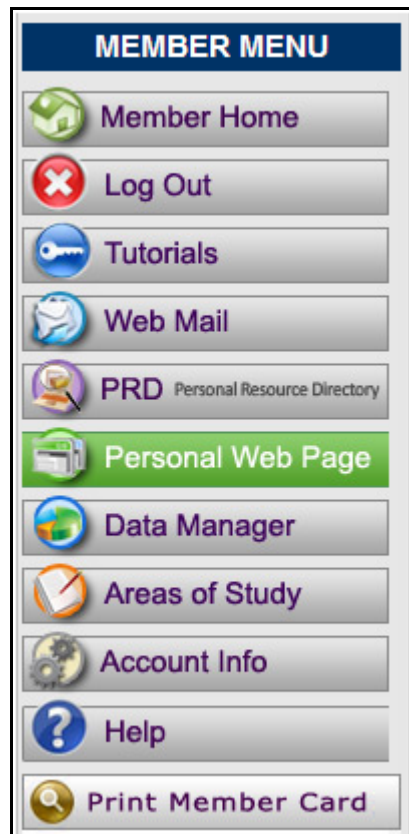 MEMBER MENU
Member Home
Log Out
Tutorials
Web Mail
PRD Personal Resource Directory
Personal Web Page
Data Manager
Areas of Study
Account Info
Help
Print Member Card